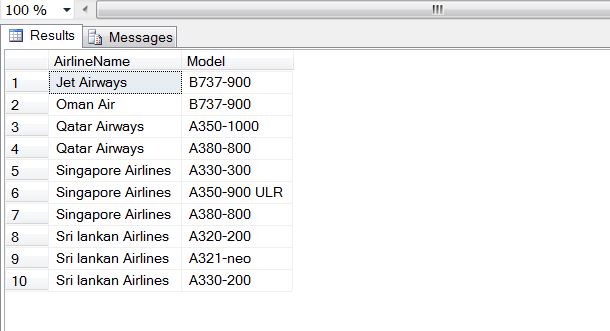 100 %
Results Messages
AirlineName Model
1 Jet Airways B737-900
2 Oman Air B737-900
3 Qatar Airways A350-1000
4 Qatar Airways A380-800
5 Singapore Airlines A330-300
6 Singapore Airlines A350-900 ULR
7 Singapore Airlines A380-800
8 Sri lankan Airlines A320-200
9 Sri lankan Airlines A321-neo
10 Sri lankan Airlines A330-200